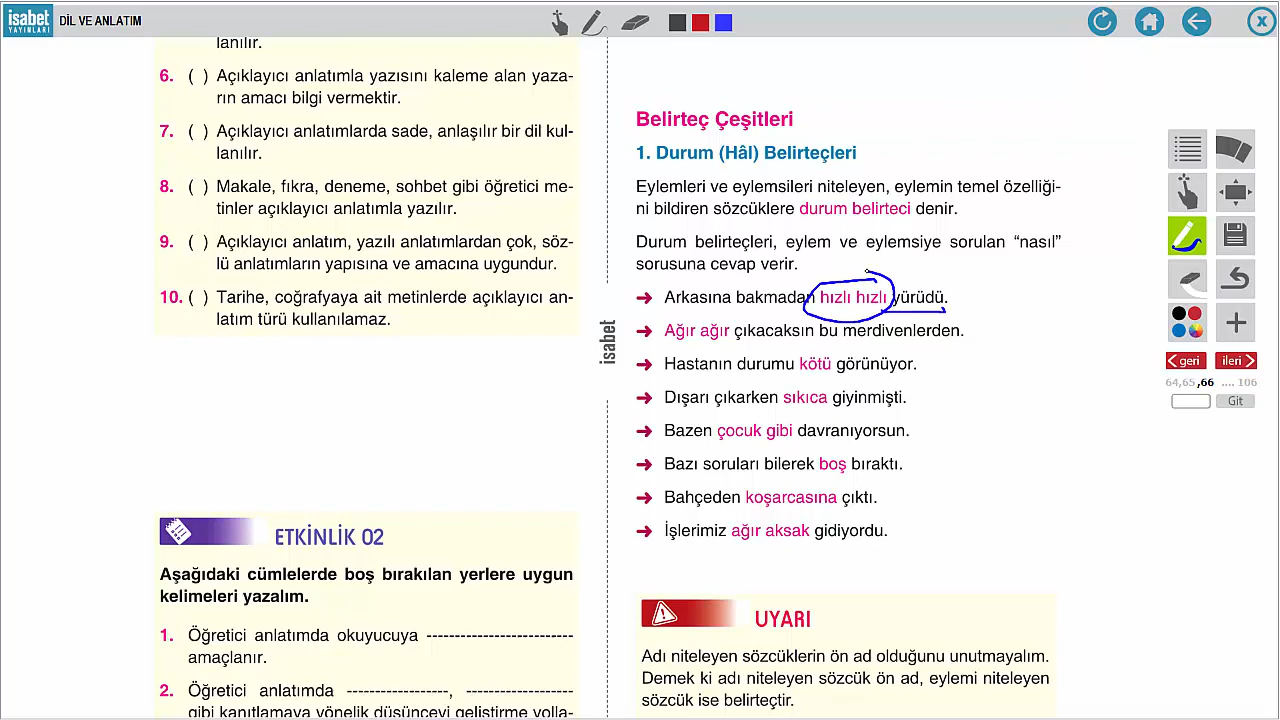 isabet
YAYINLARI
DİL VE ANLATIM
lanılır.
6. ( ) Açıklayıcı anlatımla yazısını kaleme alan yaza-
rın amacı bilgi vermektir.
7. ( ) Açıklayıcı anlatımlarda sade, anlaşılır bir dil kul-
lanılır.
8. ( ) Makale, fıkra, deneme, sohbet gibi öğretici me-
tinler açıklayıcı anlatımla yazılır.
9. ( ) Açıklayıcı anlatım, yazılı anlatımlardan çok, söz-
lü anlatımların yapısına ve amacına uygundur.
10. ( ) Tarihe, coğrafyaya ait metinlerde açıklayıcı an-
latım türü kullanılamaz.
ETKİNLİK 02
Aşağıdaki cümlelerde boş bırakılan yerlere uygun
kelimeleri yazalım.
1. Öğretici anlatımda okuyucuya --------------------------
amaçlanır.
2. Öğretici anlatımda ------------------, -------------------
gibi kanıtlamaya yönelik düşünceyi geliştirme yolla-
isabet
Belirteç Çeşitleri
1. Durum (Hâl) Belirteçleri
Eylemleri ve eylemsileri niteleyen, eylemin temel özelliği-
ni bildiren sözcüklere durum belirteci denir.
Durum belirteçleri, eylem ve eylemsiye sorulan “nasıl”
sorusuna cevap verir.
➔ Arkasına bakmadan hızlı hızlı yürüdü.
➔ Ağır ağır çıkacaksın bu merdivenlerden.
➔ Hastanın durumu kötü görünüyor.
➔ Dışarı çıkarken sıkıca giyinmişti.
➔ Bazen çocuk gibi davranıyorsun.
➔ Bazı soruları bilerek boş bıraktı.
➔ Bahçeden koşarcasına çıktı.
➔ İşlerimiz ağır aksak gidiyordu.
UYARI
Adı niteleyen sözcüklerin ön ad olduğunu unutmayalım.
Demek ki adı niteleyen sözcük ön ad, eylemi niteleyen
sözcük ise belirteçtir.
geri ileri
64,65,66 .... 106
Git